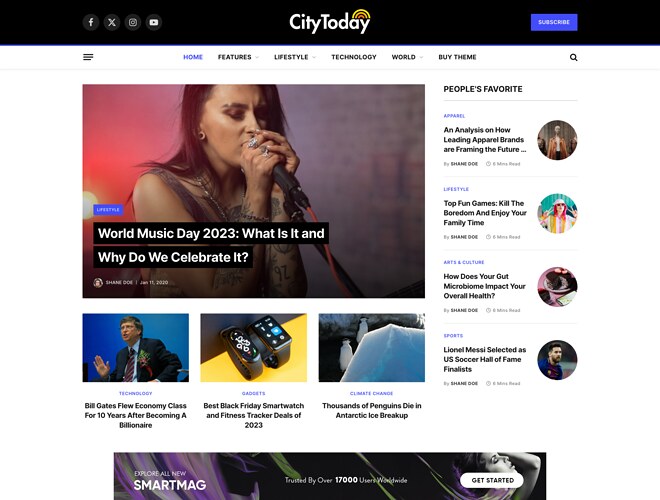 CityToday
SUBSCRIBE
HOME FEATURES LIFESTYLE TECHNOLOGY WORLD BUY THEME
LIFESTYLE
World Music Day 2023: What Is It and
Why Do We Celebrate It?
SHANE DOE | Jan 11, 2020
TECHNOLOGY
Bill Gates Flew Economy Class
For 10 Years After Becoming A
Billionaire
GADGETS
Best Black Friday Smartwatch
and Fitness Tracker Deals of
2023
CLIMATE CHANGE
Thousands of Penguins Die in
Antarctic Ice Breakup
PEOPLE'S FAVORITE
APPAREL
An Analysis on How
Leading Apparel Brands
are Framing the Future ...
By SHANE DOE 6 Mins Read
LIFESTYLE
Top Fun Games: Kill The
Boredom And Enjoy Your
Family Time
By SHANE DOE 6 Mins Read
ARTS & CULTURE
How Does Your Gut
Microbiome Impact Your
Overall Health?
By SHANE DOE 6 Mins Read
SPORTS
Lionel Messi Selected as
US Soccer Hall of Fame
Finalists
By SHANE DOE 6 Mins Read
EXPLORE ALL NEW
SMARTMAG
Trusted By Over 17000 Users Worldwide
GET STARTED